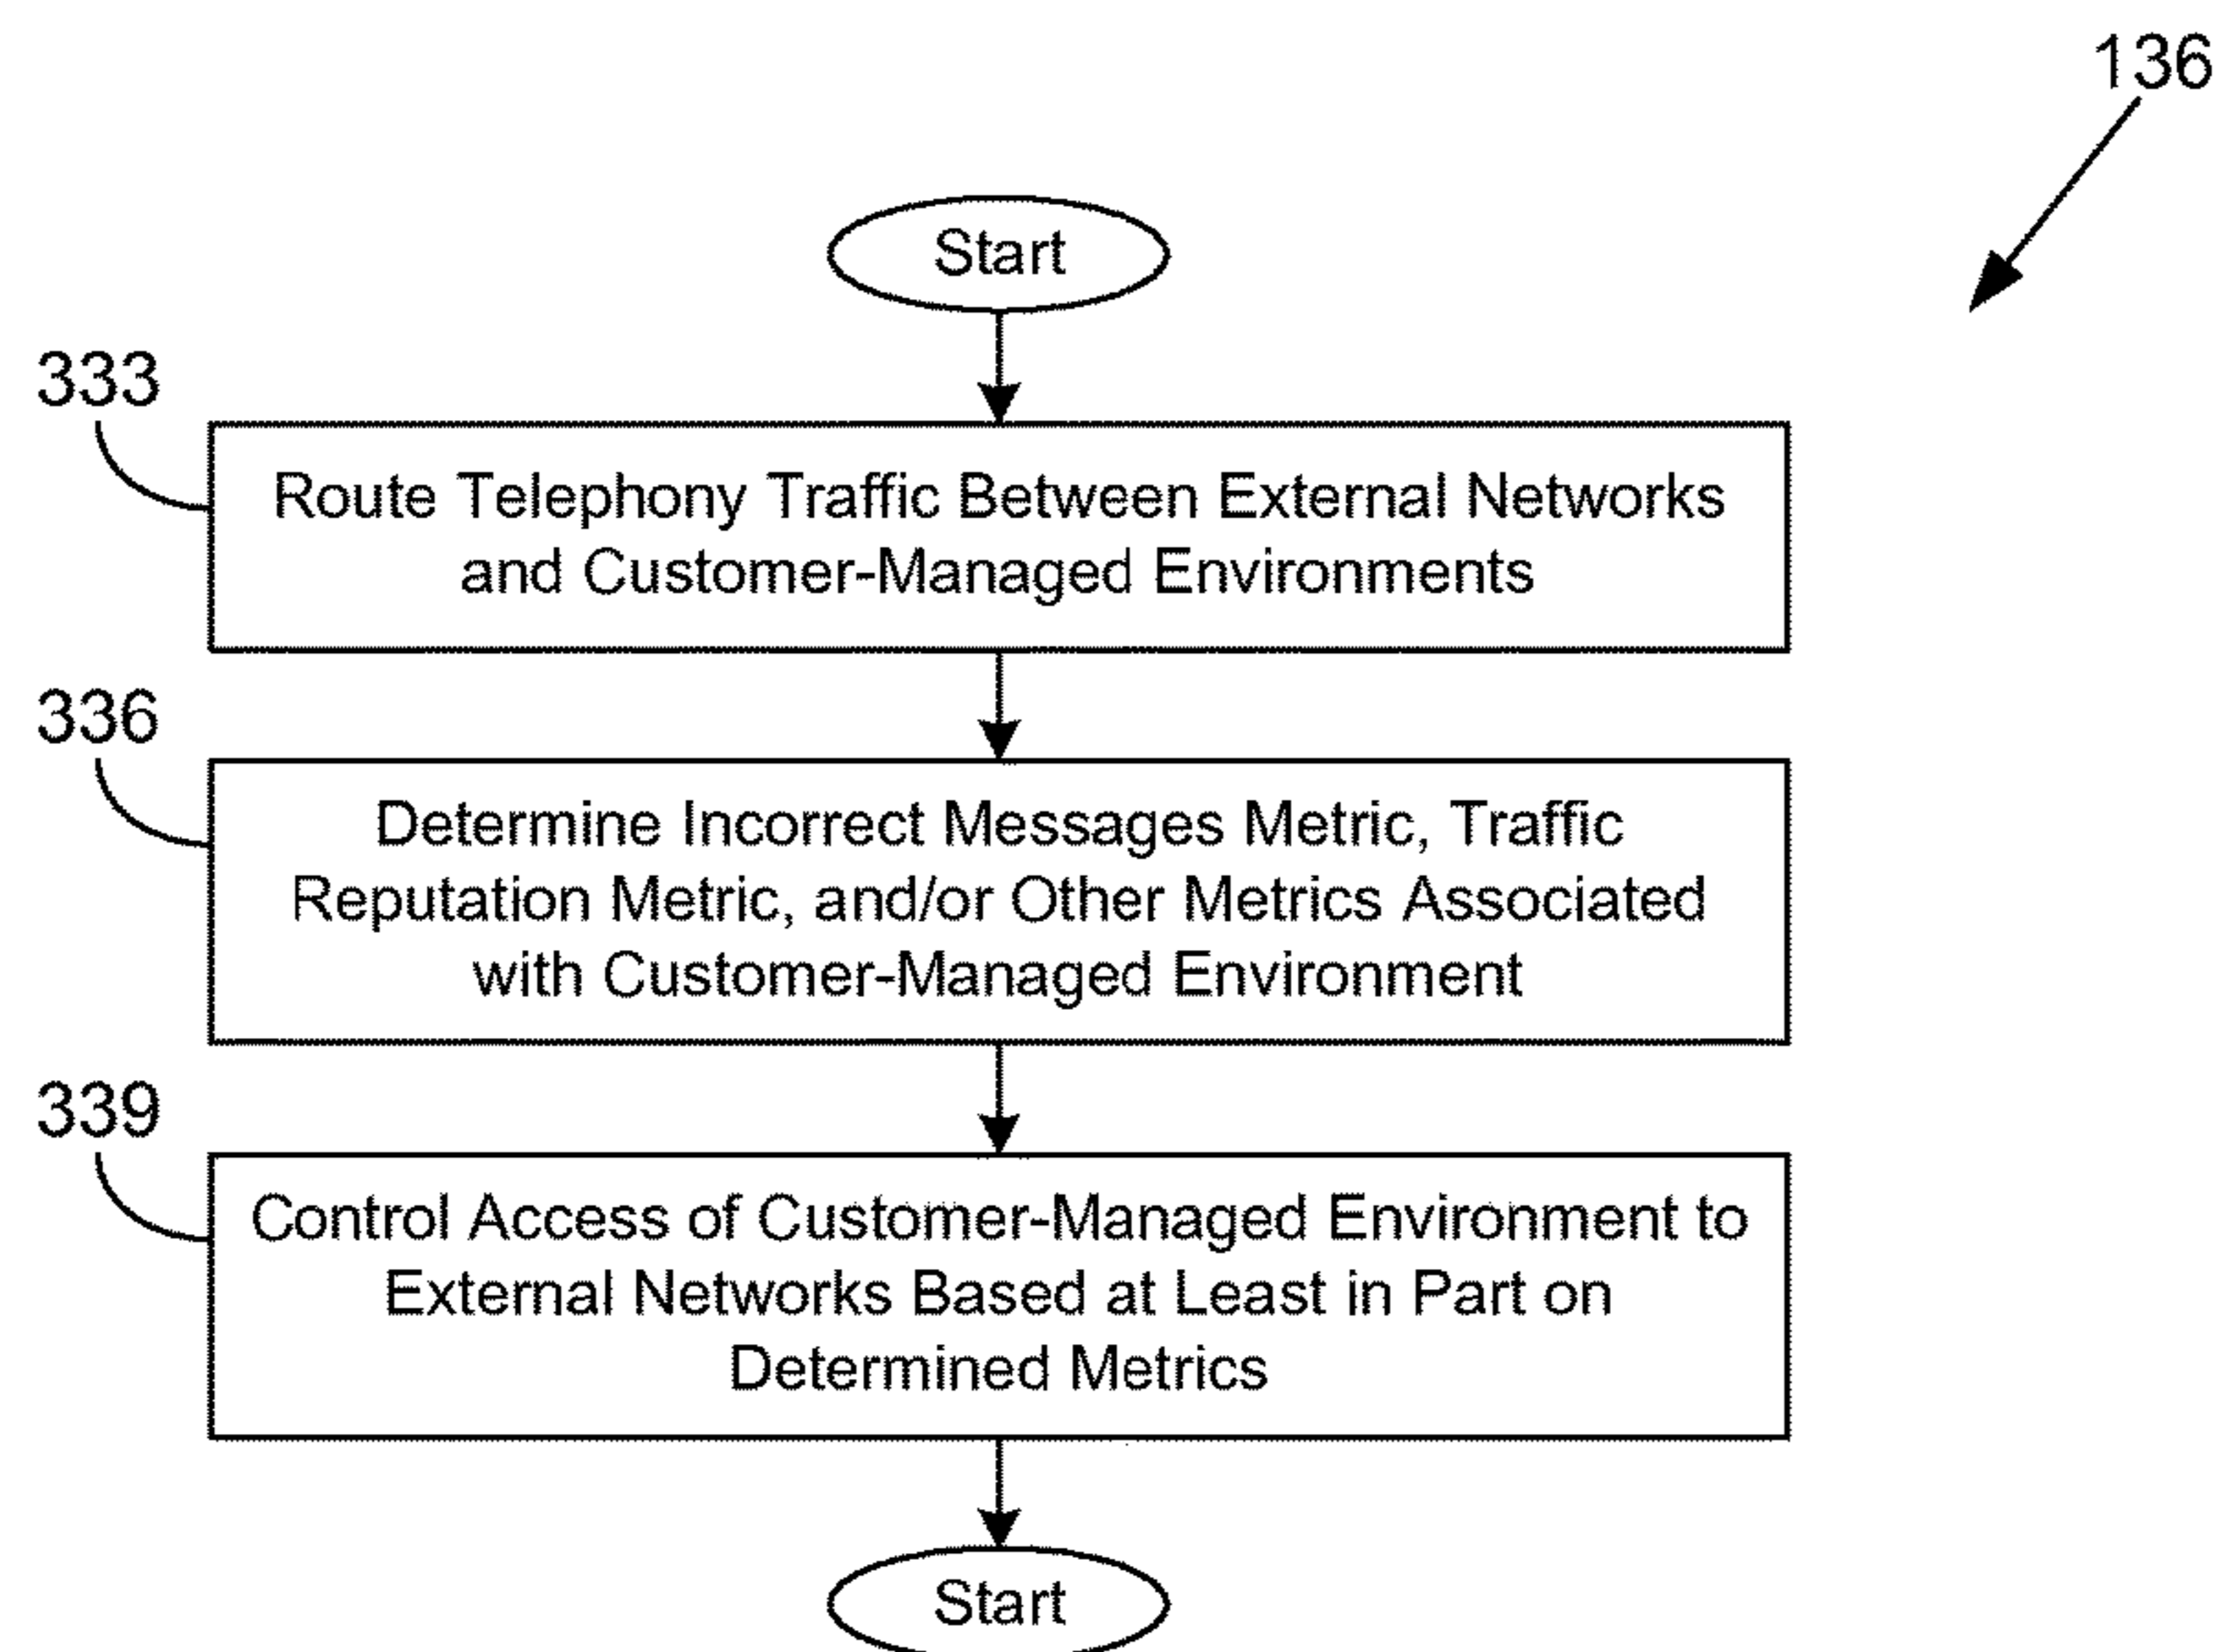 136
Start
333
Route Telephony Traffic Between External Networks
and Customer-Managed Environments
336
Determine Incorrect Messages Metric, Traffic
Reputation Metric, and/or Other Metrics Associated
with Customer-Managed Environment
339
Control Access of Customer-Managed Environment to
External Networks Based at Least in Part on
Determined Metrics
Start